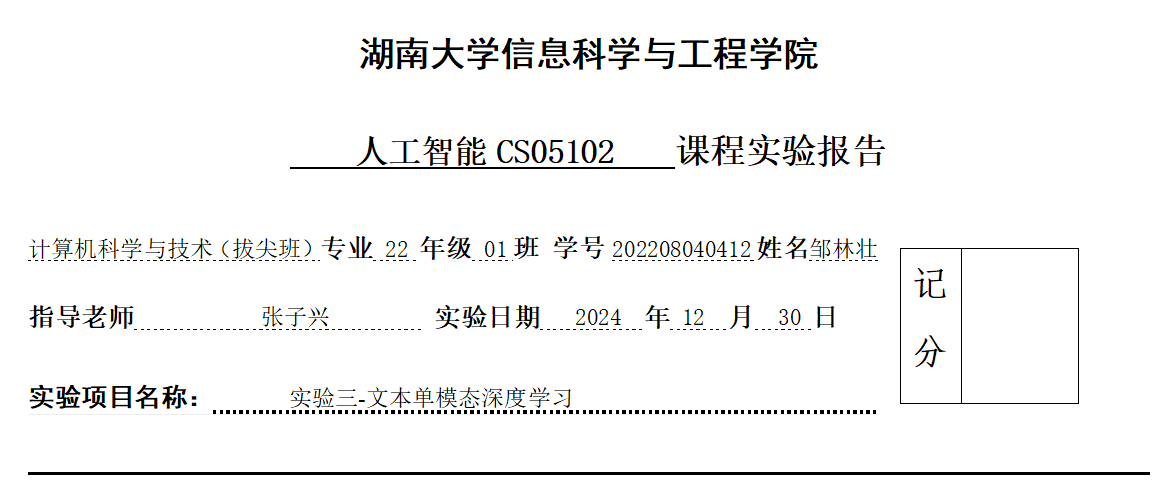 湖南大学信息科学与工程学院
人工智能 CS05102 课程实验报告
计算机科学与技术（拔尖班）专业 22 年级 01 班 学号 202208040412 姓名 邹林壮
指导老师 张子兴 实验日期 2024 年 12 月 30 日
记分
实验项目名称： 实验三-文本单模态深度学习